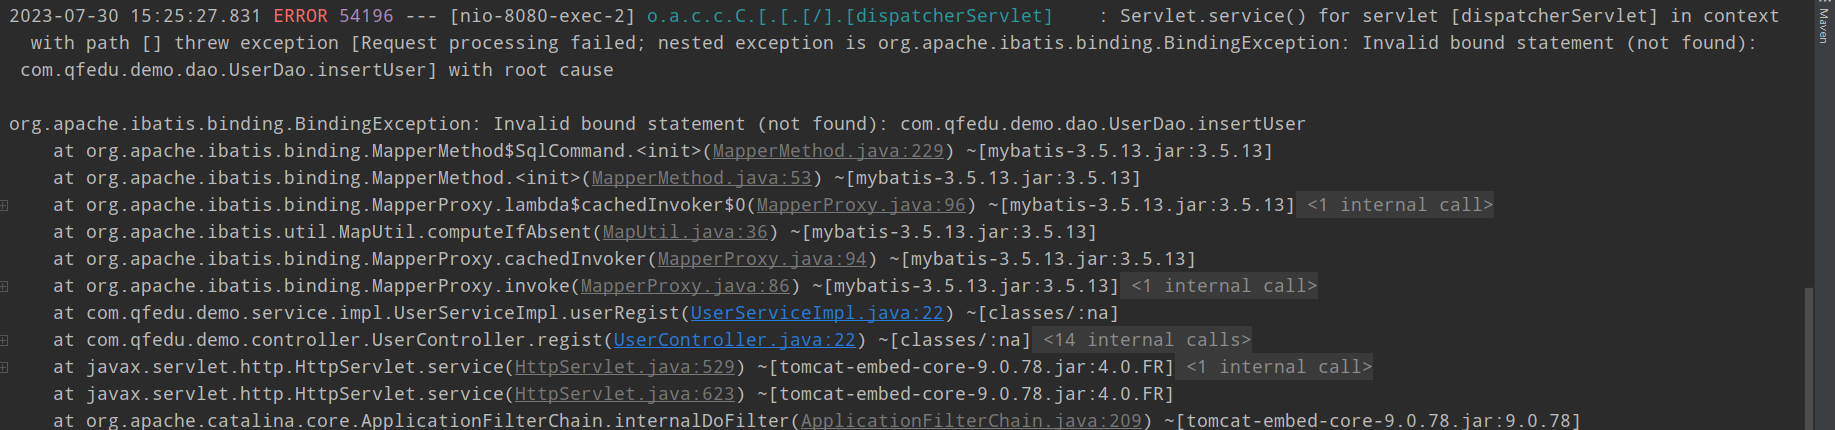 2023-07-30 15:25:27.831 ERROR 54196 --- [nio-8080-exec-2] o.a.c.c.C.[.[.[/].[dispatcherServlet]    : Servlet.service() for servlet [dispatcherServlet] in context
with path [] threw exception [Request processing failed; nested exception is org.apache.ibatis.binding.BindingException: Invalid bound statement (not found):
com.qfedu.demo.dao.UserDao.insertUser] with root cause
org.apache.ibatis.binding.BindingException: Invalid bound statement (not found): com.qfedu.demo.dao.UserDao.insertUser
at org.apache.ibatis.binding.MapperMethod$SqlCommand.<init>(MapperMethod.java:229) ~[mybatis-3.5.13.jar:3.5.13]
at org.apache.ibatis.binding.MapperMethod.<init>(MapperMethod.java:53) ~[mybatis-3.5.13.jar:3.5.13]
at org.apache.ibatis.binding.MapperProxy.lambda$cachedInvoker$0(MapperProxy.java:96) ~[mybatis-3.5.13.jar:3.5.13] <1 internal call>
at org.apache.ibatis.util.MapUtil.computeIfAbsent(MapUtil.java:36) ~[mybatis-3.5.13.jar:3.5.13]
at org.apache.ibatis.binding.MapperProxy.cachedInvoker(MapperProxy.java:94) ~[mybatis-3.5.13.jar:3.5.13]
at org.apache.ibatis.binding.MapperProxy.invoke(MapperProxy.java:86) ~[mybatis-3.5.13.jar:3.5.13] <1 internal call>
at com.qfedu.demo.service.impl.UserServiceImpl.userRegist(UserServiceImpl.java:22) ~[classes/:na]
at com.qfedu.demo.controller.UserController.regist(UserController.java:22) ~[classes/:na] <14 internal calls>
at javax.servlet.http.HttpServlet.service(HttpServlet.java:529) ~[tomcat-embed-core-9.0.78.jar:4.0.FR] <1 internal call>
at javax.servlet.http.HttpServlet.service(HttpServlet.java:623) ~[tomcat-embed-core-9.0.78.jar:4.0.FR]
at org.apache.catalina.core.ApplicationFilterChain.internalDoFilter(ApplicationFilterChain.java:209) ~[tomcat-embed-core-9.0.78.jar:9.0.78]
Maven